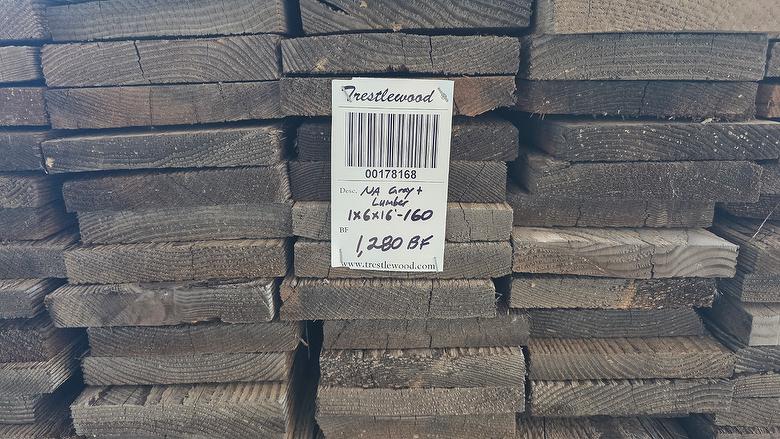 Trestlewood
00178168
Desc. NA Gray+
Lumber
1x6x16'-160
BF
1,280 BF
www.trestlewood.com